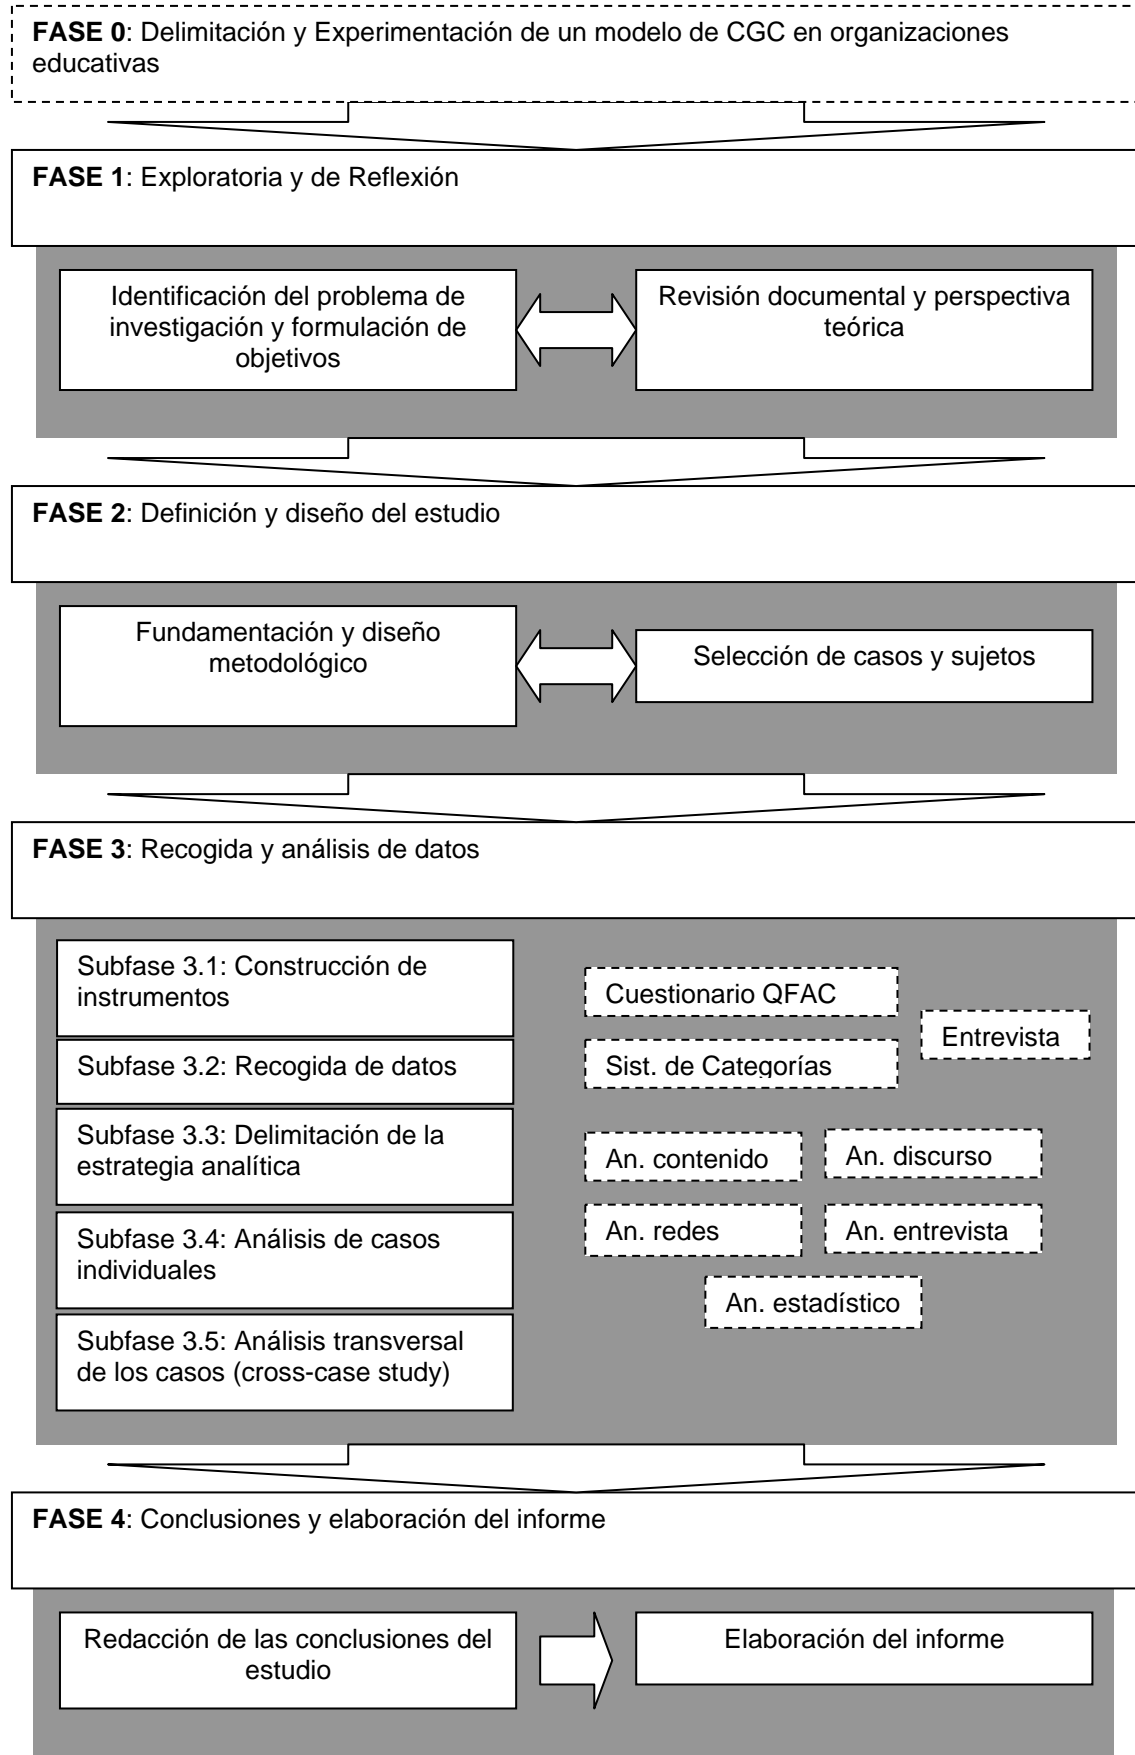 FASE 0: Delimitación y Experimentación de un modelo de CGC en organizaciones
educativas
FASE 1: Exploratoria y de Reflexión
Identificación del problema de
investigación y formulación de
objetivos
Revisión documental y perspectiva
teórica
FASE 2: Definición y diseño del estudio
Fundamentación y diseño
metodológico
Selección de casos y sujetos
FASE 3: Recogida y análisis de datos
Subfase 3.1: Construcción de
instrumentos
Subfase 3.2: Recogida de datos
Subfase 3.3: Delimitación de la
estrategia analítica
Subfase 3.4: Análisis de casos
individuales
Subfase 3.5: Análisis transversal
de los casos (cross-case study)
Cuestionario QFAC
Entrevista
Sist. de Categorías
An. contenido
An. discurso
An. redes
An. entrevista
An. estadístico
FASE 4: Conclusiones y elaboración del informe
Redacción de las conclusiones del
estudio
Elaboración del informe